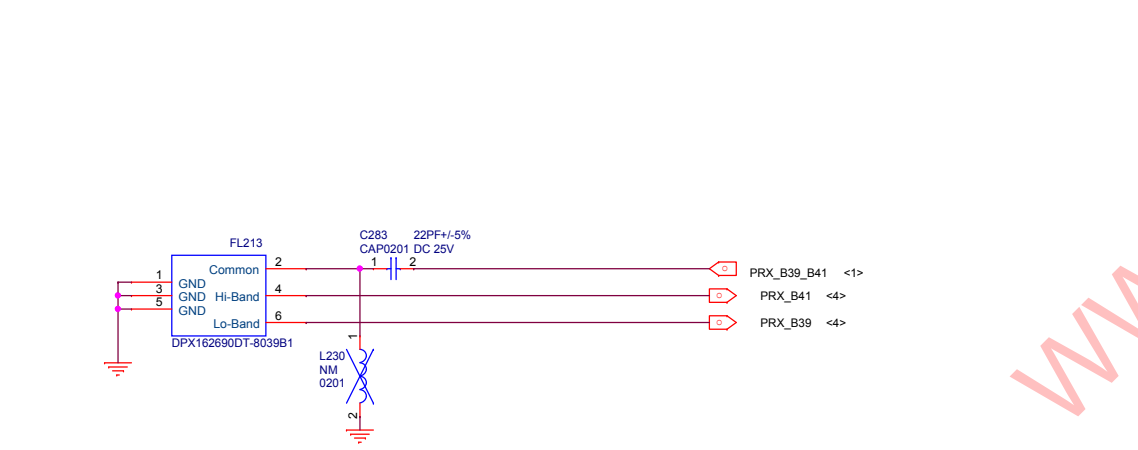 FL213
C283 22PF+/-5%
CAP0201 DC 25V
1 2
Common 2
1 GND
3 GND Hi-Band 4
5 GND
Lo-Band 6
DPX162690DT-8039B1
PRX_B39_B41 <1>
PRX_B41 <4>
PRX_B39 <4>
1
L230
NM
0201
2